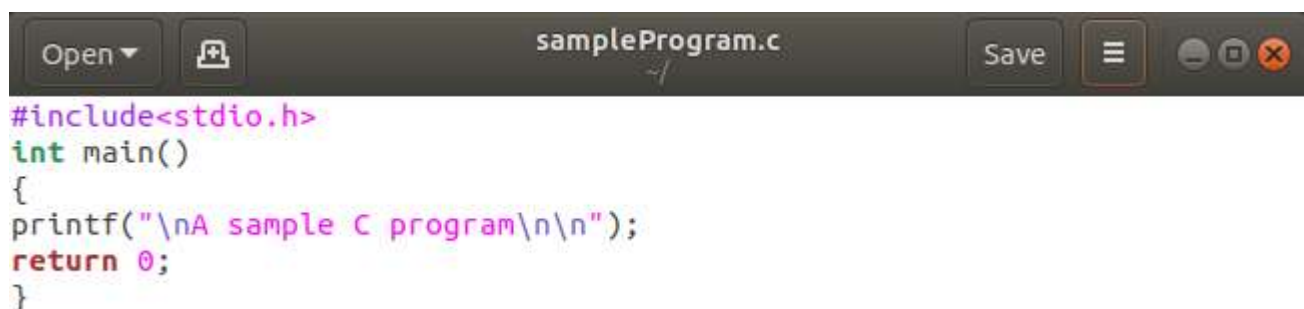 Open
sampleProgram.c
~/
Save
#include<stdio.h>
int main()
{
printf("\nA sample C program\n\n");
return 0;
}